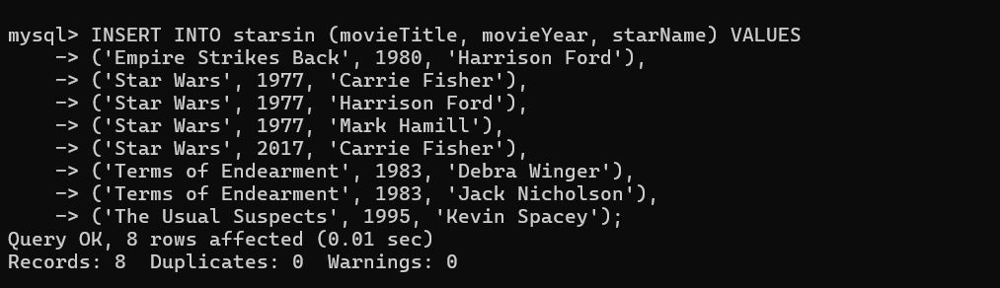 mysql> INSERT INTO starsin (movieTitle, movieYear, starName) VALUES
    -> ('Empire Strikes Back', 1980, 'Harrison Ford'),
    -> ('Star Wars', 1977, 'Carrie Fisher'),
    -> ('Star Wars', 1977, 'Harrison Ford'),
    -> ('Star Wars', 1977, 'Mark Hamill'),
    -> ('Star Wars', 2017, 'Carrie Fisher'),
    -> ('Terms of Endearment', 1983, 'Debra Winger'),
    -> ('Terms of Endearment', 1983, 'Jack Nicholson'),
    -> ('The Usual Suspects', 1995, 'Kevin Spacey');
Query OK, 8 rows affected (0.01 sec)
Records: 8  Duplicates: 0  Warnings: 0